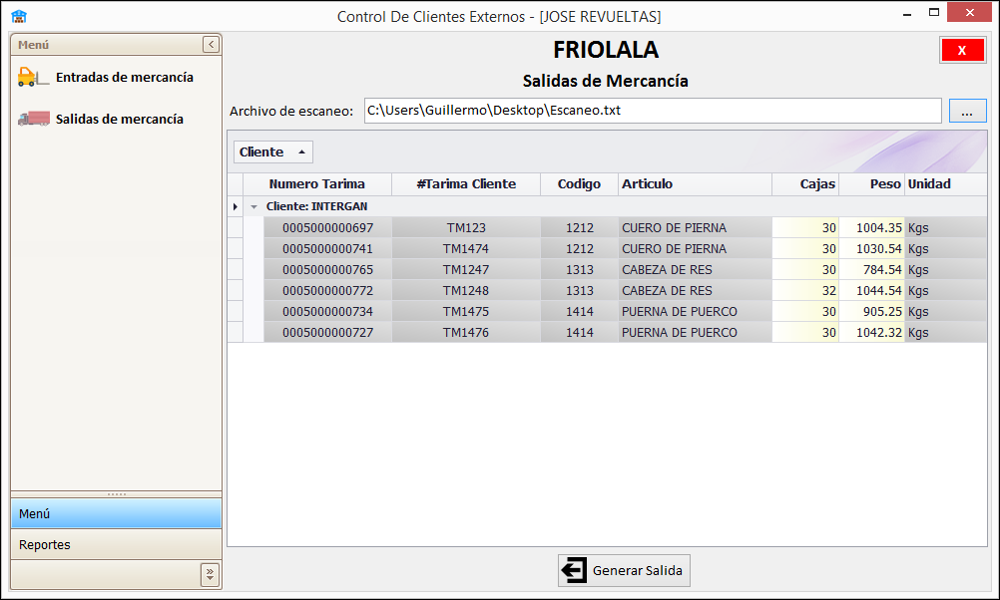 Control De Clientes Externos - [JOSE REVUELTAS]
Menú
Entradas de mercancía
Salidas de mercancía
Menú
Reportes
FRIOLALA
X
Salidas de Mercancía
Archivo de escaneo: C:\Users\Guillermo\Desktop\Escaneo.txt ...
Cliente
Numero Tarima #Tarima Cliente Codigo Articulo Cajas Peso Unidad
Cliente: INTERGAN
0005000000697 TM123 1212 CUERO DE PIERNA 30 1004.35 Kgs
0005000000741 TM1474 1212 CUERO DE PIERNA 30 1030.54 Kgs
0005000000765 TM1247 1313 CABEZA DE RES 30 784.54 Kgs
0005000000772 TM1248 1313 CABEZA DE RES 32 1044.54 Kgs
0005000000734 TM1475 1414 PUERNA DE PUERCO 30 905.25 Kgs
0005000000727 TM1476 1414 PUERNA DE PUERCO 30 1042.32 Kgs
Generar Salida